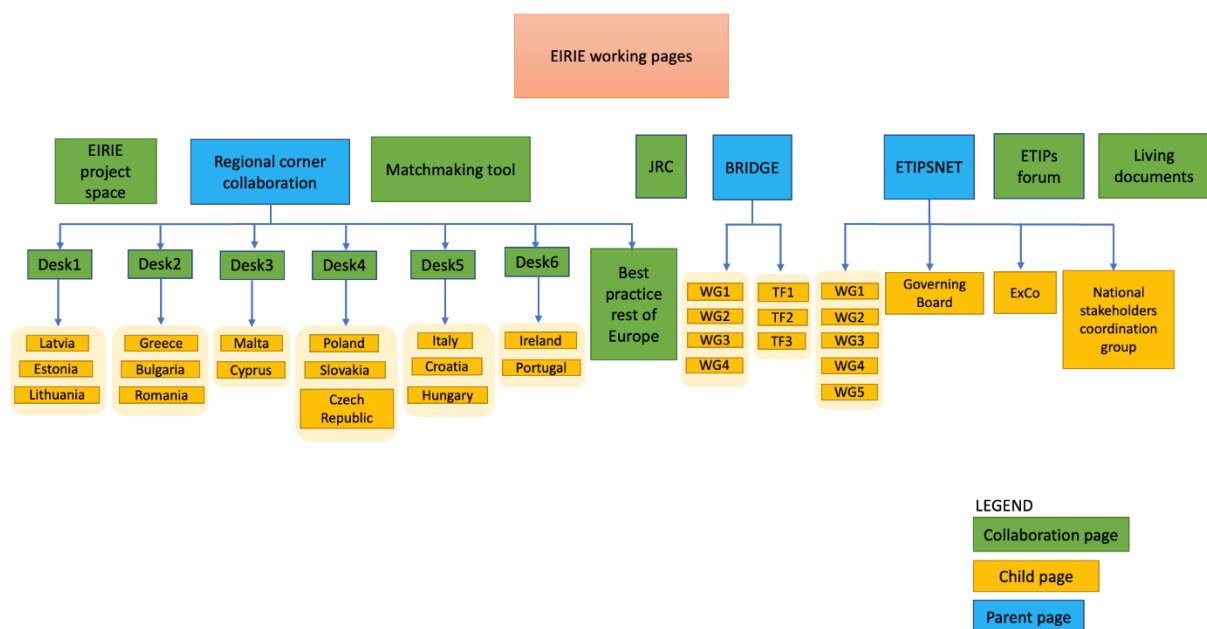 EIRIE working pages
EIRIE
project
space
Regional corner
collaboration
Matchmaking tool
JRC
BRIDGE
ETIPSNET
ETIPs
forum
Living
documents
Desk1
Desk2
Desk3
Desk4
Desk5
Desk6
Best
practice
rest of
Europe
Latvia
Estonia
Lithuania
Greece
Bulgaria
Romania
Malta
Cyprus
Poland
Slovakia
Czech
Republic
Italy
Croatia
Hungary
Ireland
Portugal
WG1
WG2
WG3
WG4
TF1
TF2
TF3
WG1
WG2
WG3
WG4
WG5
Governing
Board
ExCo
National
stakeholders
coordination
group
LEGEND
Collaboration page
Child page
Parent page